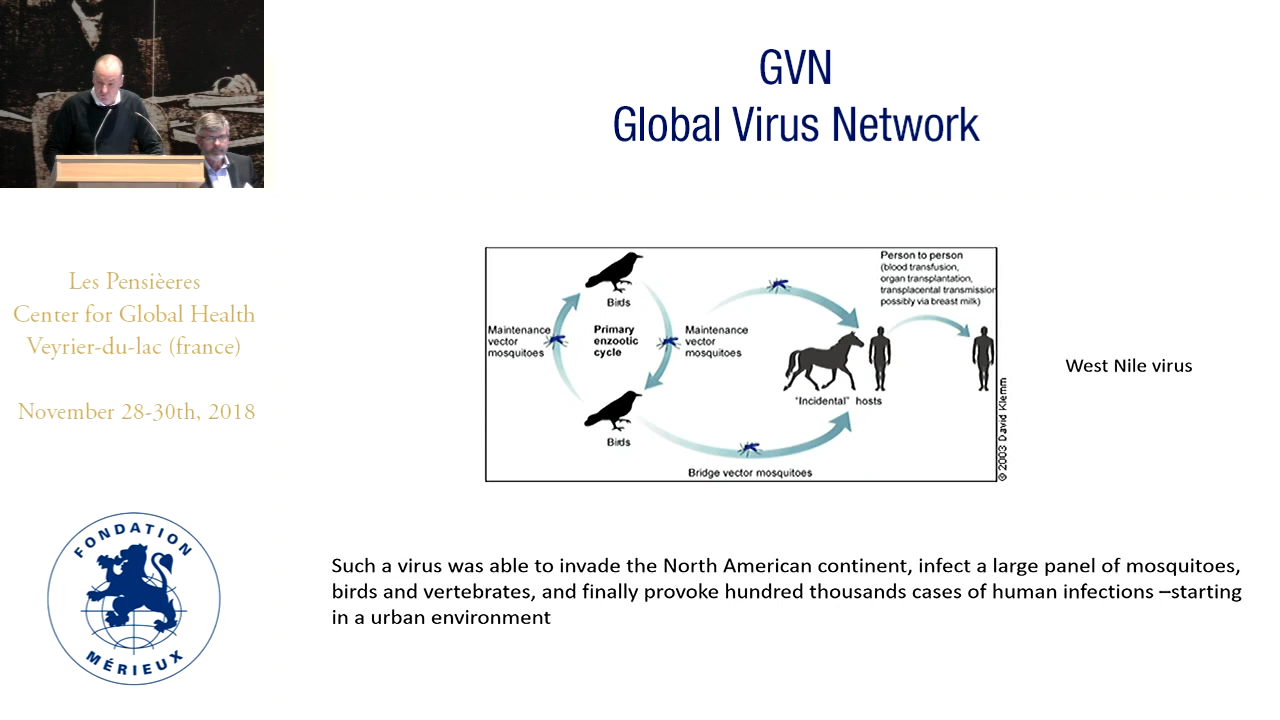 GVN
Global Virus Network
Les Pensièeres
Center for Global Health
Veyrier-du-lac (france)
November 28-30th, 2018
FONDATION
MÉRIEUX
Birds
Maintenance
vector
mosquitoes
Primary
enzootic
cycle
Maintenance
vector
mosquitoes
Birds
Bridge vector mosquitoes
"Incidental" hosts
Person to person
(blood transfusion,
organ transplantation,
transplacental transmission
possibly via breast milk)
© 2003 David Klemm
West Nile virus
Such a virus was able to invade the North American continent, infect a large panel of mosquitoes,
birds and vertebrates, and finally provoke hundred thousands cases of human infections –starting
in a urban environment